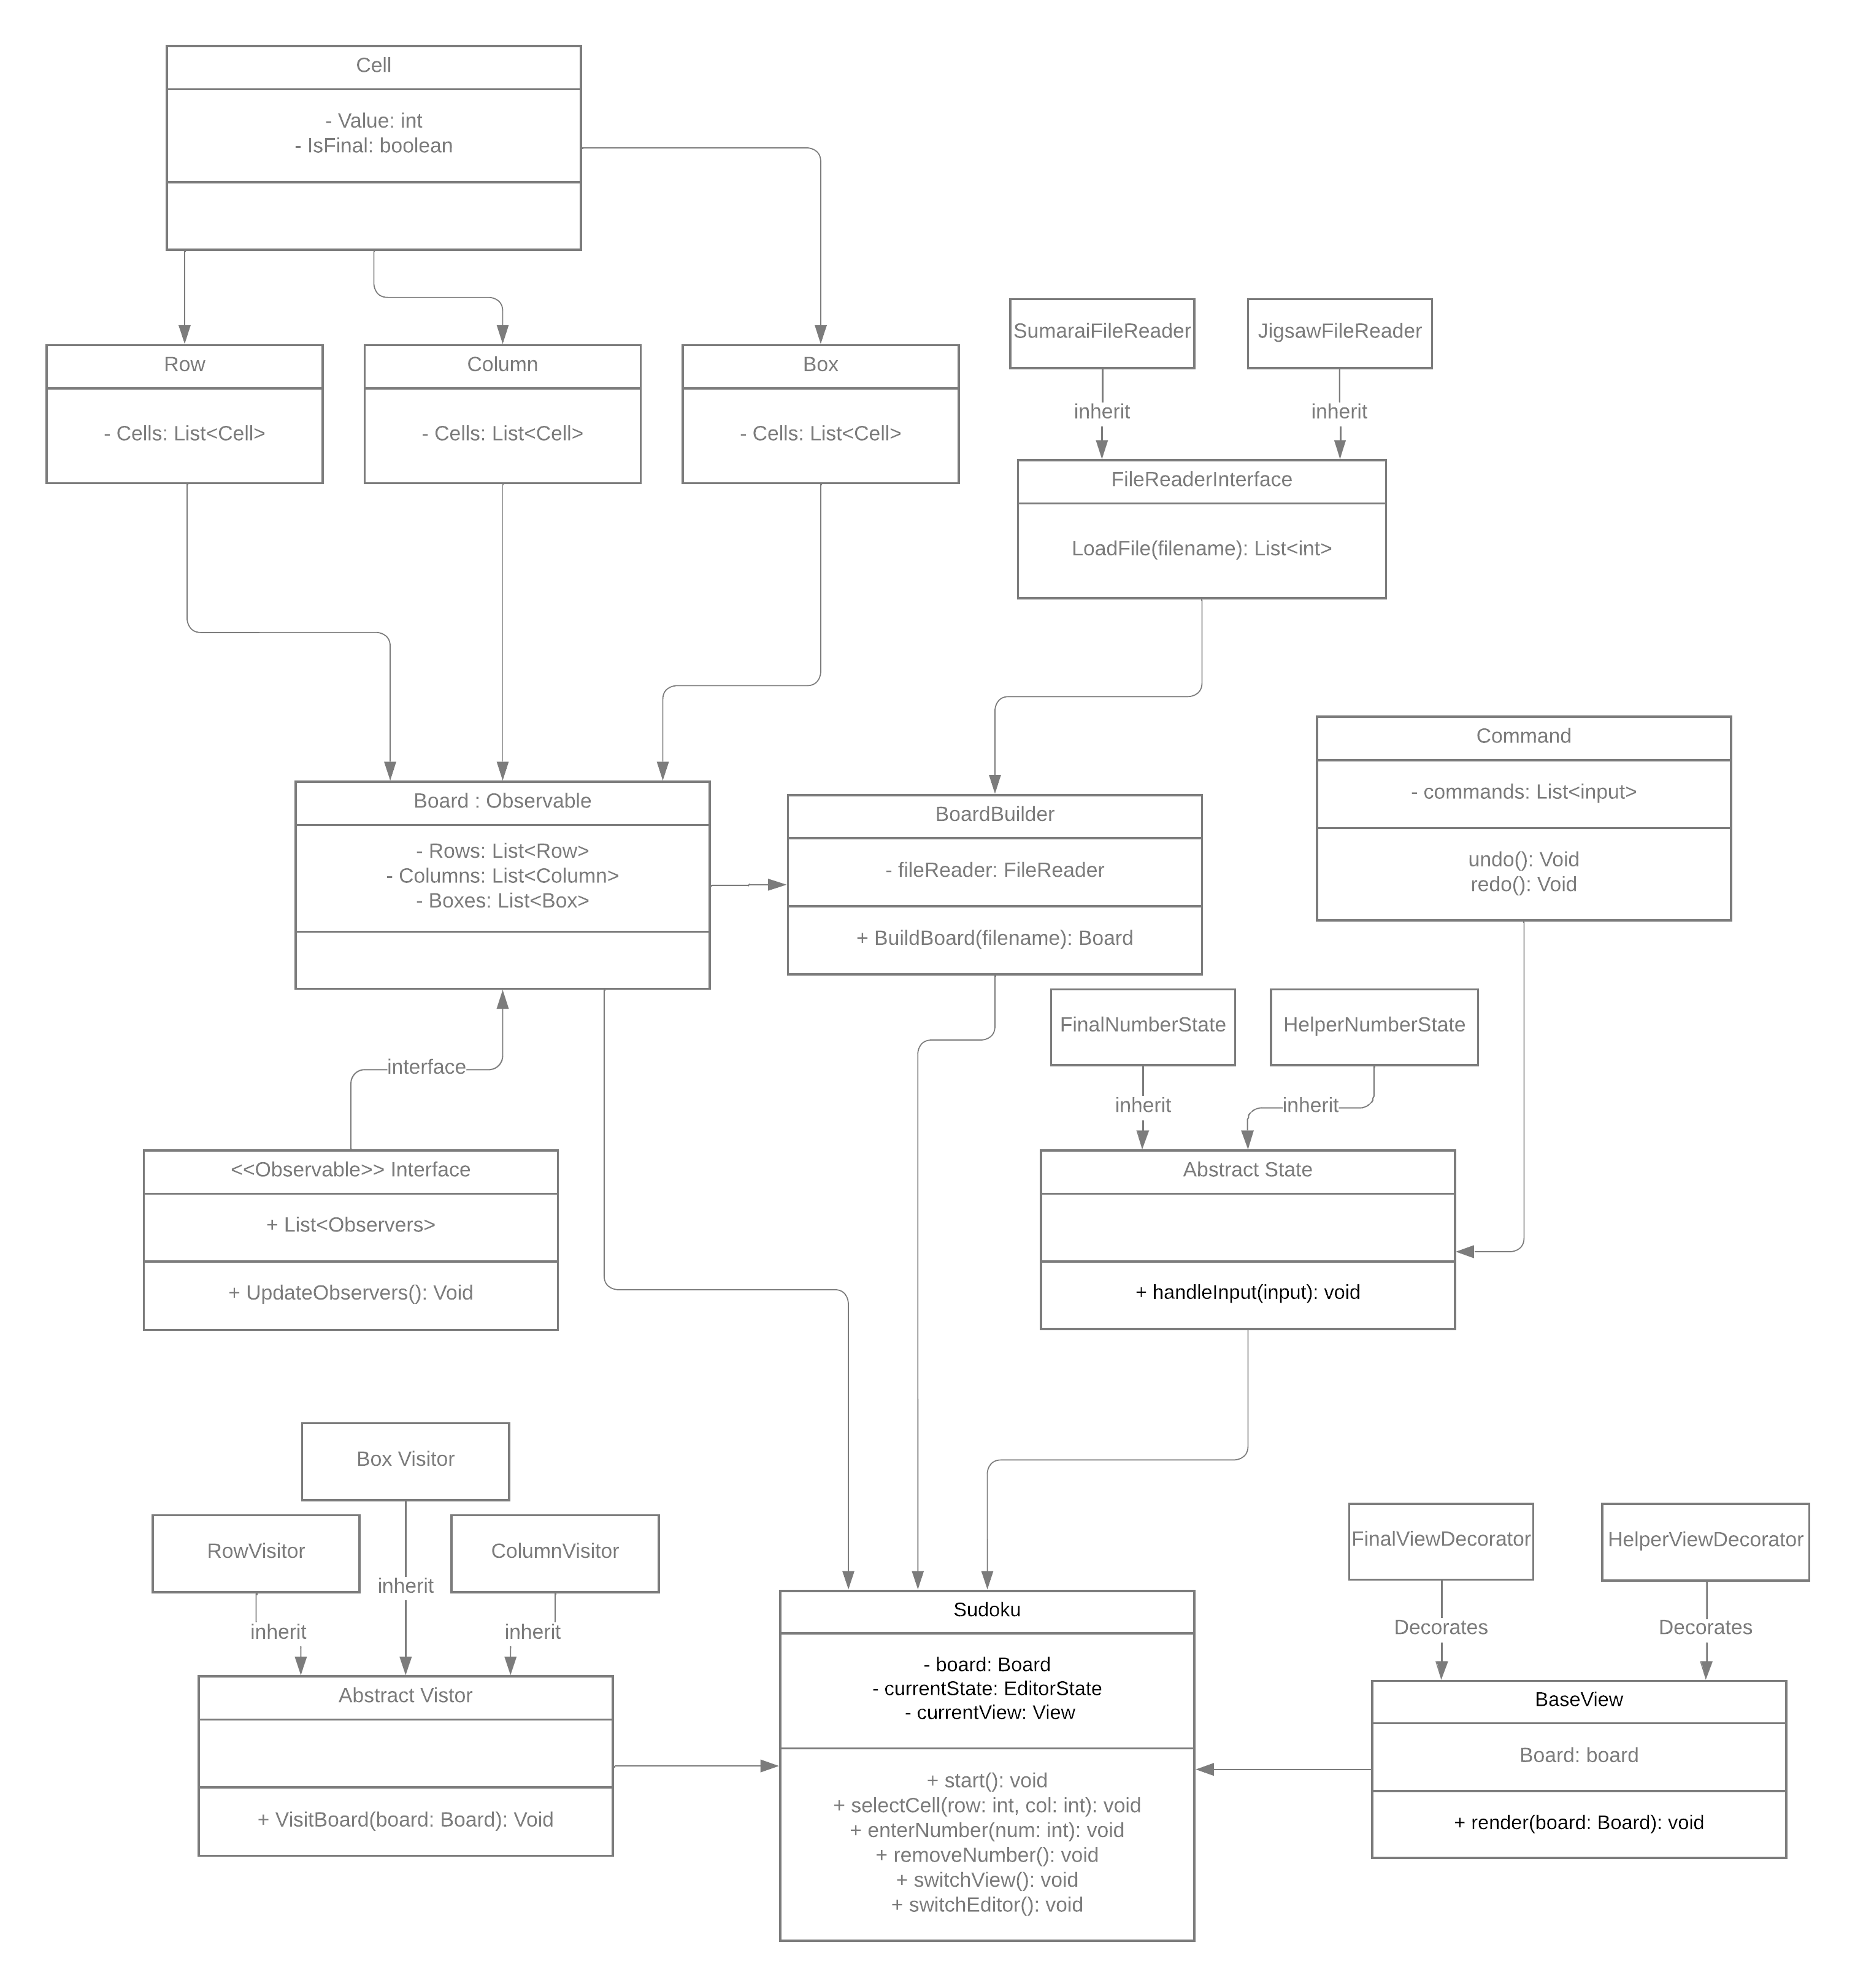 Cell
- Value: int
- IsFinal: boolean
SumaraiFileReader
JigsawFileReader
inherit
inherit
Row
- Cells: List<Cell>
Column
- Cells: List<Cell>
Box
- Cells: List<Cell>
FileReaderInterface
LoadFile(filename): List<int>
Command
- commands: List<input>
undo(): Void
redo(): Void
Board : Observable
- Rows: List<Row>
- Columns: List<Column>
- Boxes: List<Box>
BoardBuilder
- fileReader: FileReader
+ BuildBoard(filename): Board
FinalNumberState
HelperNumberState
interface
inherit
inherit
<<Observable>> Interface
+ List<Observers>
+ UpdateObservers(): Void
Abstract State
+ handleInput(input): void
Box Visitor
RowVisitor
ColumnVisitor
inherit
inherit
inherit
FinalViewDecorator
HelperViewDecorator
Decorates
Decorates
Abstract Vistor
+ VisitBoard(board: Board): Void
Sudoku
- board: Board
- currentState: EditorState
- currentView: View
+ start(): void
+ selectCell(row: int, col: int): void
+ enterNumber(num: int): void
+ removeNumber(): void
+ switchView(): void
+ switchEditor(): void
BaseView
Board: board
+ render(board: Board): void